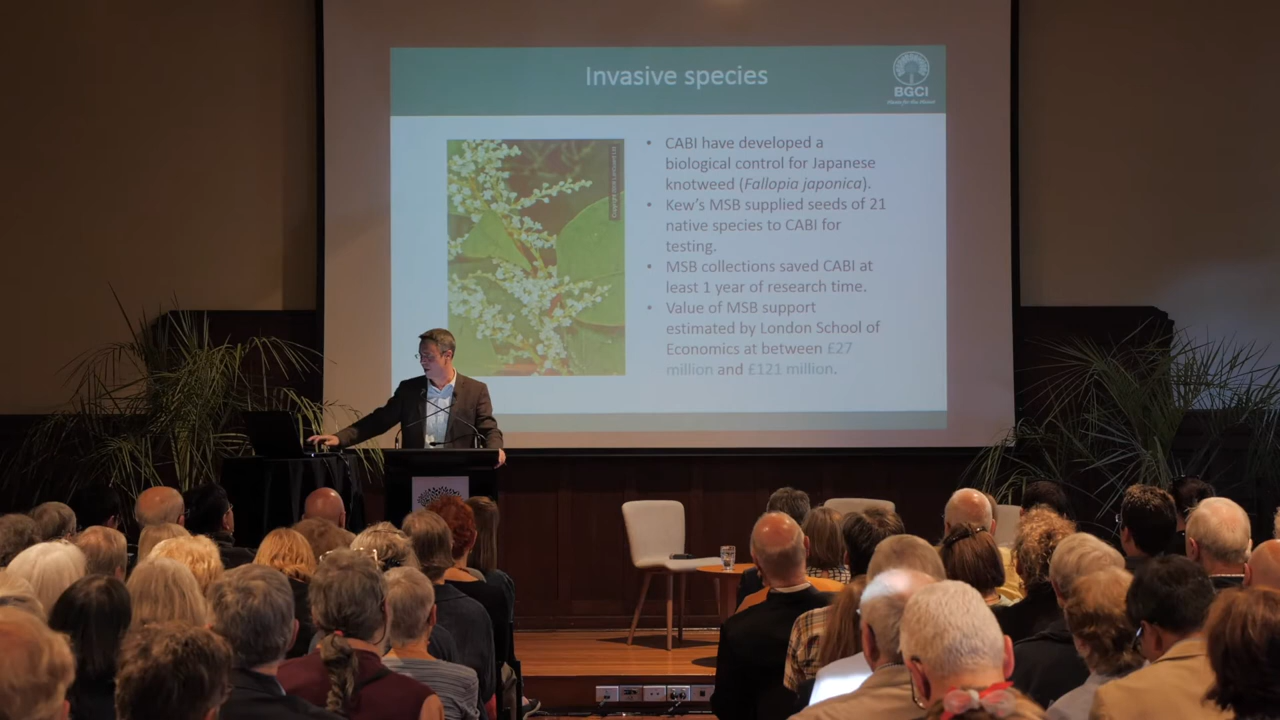 Invasive species
BGCI
• CABI have developed a
biological control for Japanese
knotweed (Fallopia japonica).
• Kew's MSB supplied seeds of 21
native species to CABI for
testing.
• MSB collections saved CABI at
least 1 year of research time.
• Value of MSB support
estimated by London School of
Economics at between £27
million and £121 million.